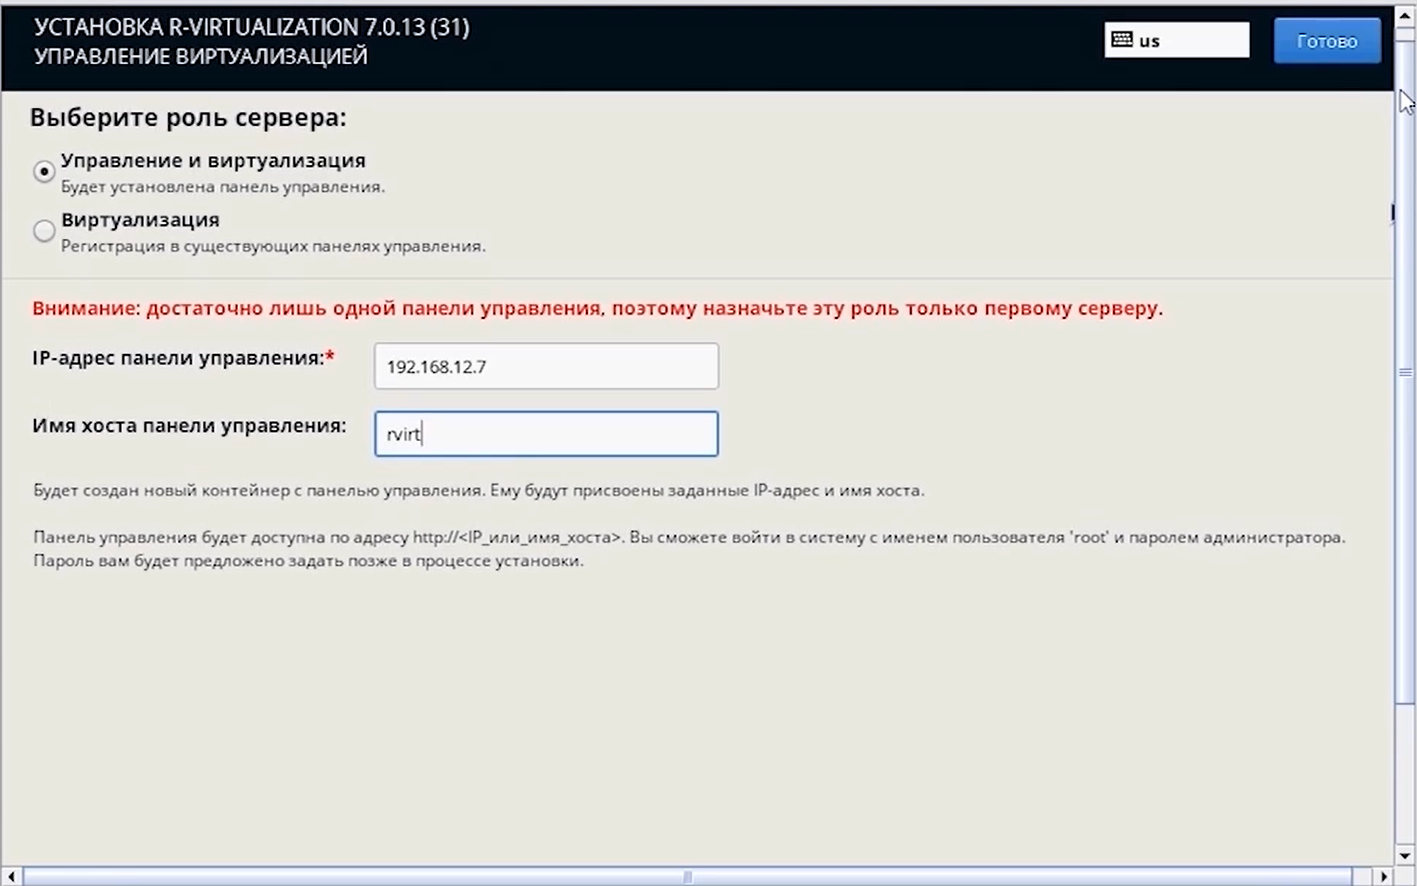 УСТАНОВКА R-VIRTUALIZATION 7.0.13 (31)
УПРАВЛЕНИЕ ВИРТУАЛИЗАЦИЕЙ
us
Готово
Выберите роль сервера:
Управление и виртуализация
Будет установлена панель управления.
Виртуализация
Регистрация в существующих панелях управления.
Внимание: достаточно лишь одной панели управления, поэтому назначьте эту роль только первому серверу.
IP-адрес панели управления:* 192.168.12.7
Имя хоста панели управления: rvirt
Будет создан новый контейнер с панелью управления. Ему будут присвоены заданные IP-адрес и имя хоста.
Панель управления будет доступна по адресу http://<IP_или_имя_хоста>. Вы сможете войти в систему с именем пользователя 'root' и паролем администратора.
Пароль вам будет предложено задать позже в процессе установки.